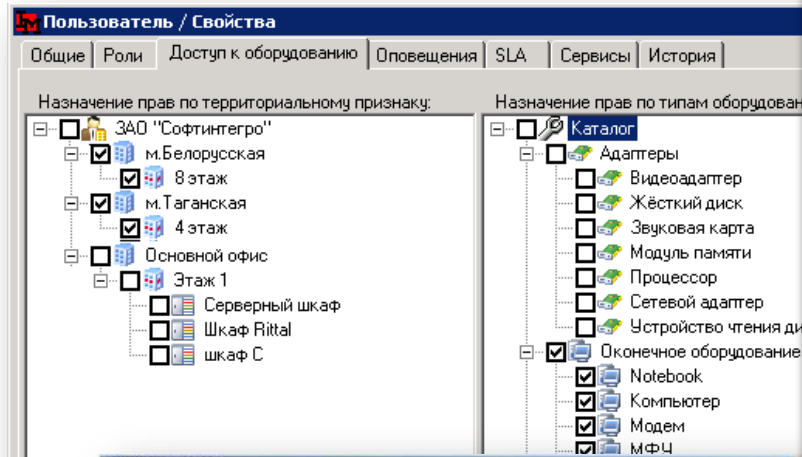 Пользователь / Свойства
Общие Роли Доступ к оборудованию Оповещения SLA Сервисы История
Назначение прав по территориальному признаку:
ЗАО "Софтинтегро"
м.Белорусская
8 этаж
м.Таганская
4 этаж
Основной офис
Этаж 1
Серверный шкаф
Шкаф Rittal
шкаф С
Назначение прав по типам оборудован
Каталог
Адаптеры
Видеоадаптер
Жёсткий диск
Звуковая карта
Модуль памяти
Процессор
Сетевой адаптер
Устройство чтения ди
Оконечное оборудование
Notebook
Компьютер
Модем
МФУ